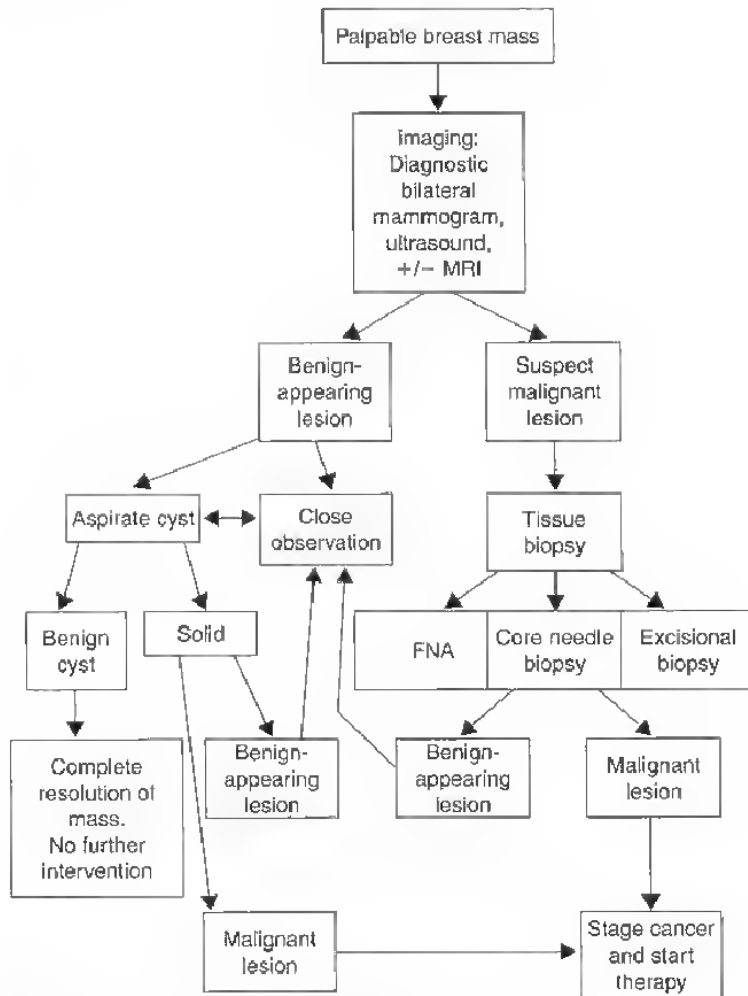 Palpable breast mass
Imaging:
Diagnostic
bilateral
mammogram,
ultrasound,
+/− MRI
Benign-
appearing
lesion
Suspect
malignant
lesion
Aspirate cyst
Close
observation
Tissue
biopsy
Benign
cyst
Solid
FNA
Core needle
biopsy
Excisional
biopsy
Complete
resolution of
mass.
No further
intervention
Benign-
appearing
lesion
Benign-
appearing
lesion
Malignant
lesion
Malignant
lesion
Stage cancer
and start
therapy